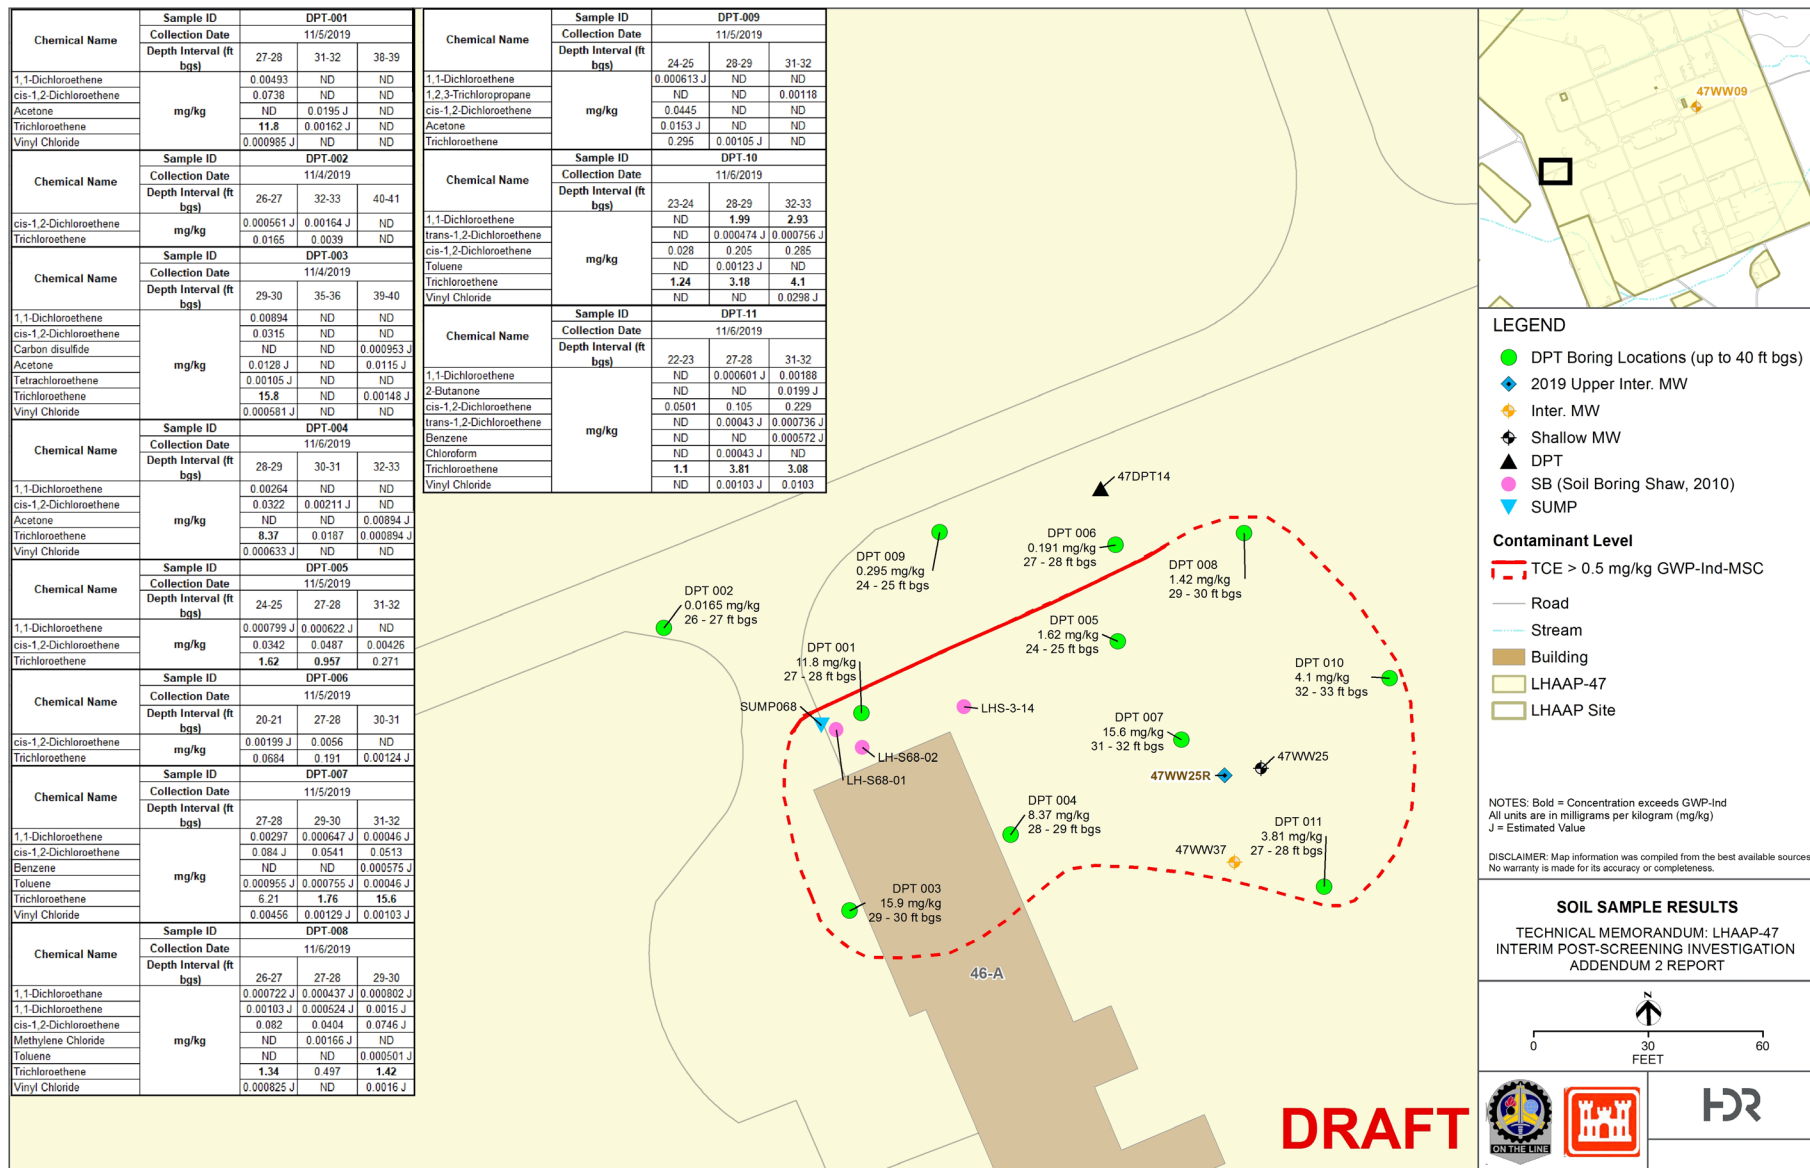 Chemical Name Sample ID DPT-001
Collection Date 11/5/2019
Depth Interval (ft bgs) 27-28 31-32 38-39
1,1-Dichloroethene mg/kg 0.00493 ND ND
cis-1,2-Dichloroethene 0.0738 ND ND
Acetone ND 0.0195 J ND
Trichloroethene 11.8 0.00162 J ND
Vinyl Chloride 0.000985 J ND ND
Chemical Name Sample ID DPT-002
Collection Date 11/4/2019
Depth Interval (ft bgs) 26-27 32-33 40-41
cis-1,2-Dichloroethene mg/kg 0.000561 J 0.00164 J ND
Trichloroethene 0.0165 0.0039 ND
Chemical Name Sample ID DPT-003
Collection Date 11/4/2019
Depth Interval (ft bgs) 29-30 35-36 39-40
1,1-Dichloroethene mg/kg 0.00894 ND ND
cis-1,2-Dichloroethene 0.0315 ND ND
Carbon disulfide ND ND 0.000953 J
Acetone 0.0128 J ND 0.0115 J
Tetrachloroethene 0.00105 J ND ND
Trichloroethene 15.8 ND 0.00148 J
Vinyl Chloride 0.000581 J ND ND
Chemical Name Sample ID DPT-004
Collection Date 11/6/2019
Depth Interval (ft bgs) 28-29 30-31 32-33
1,1-Dichloroethene mg/kg 0.00264 ND ND
cis-1,2-Dichloroethene 0.0322 0.00211 J ND
Acetone ND ND 0.00894 J
Trichloroethene 8.37 0.0187 0.000894 J
Vinyl Chloride 0.000633 J ND ND
Chemical Name Sample ID DPT-005
Collection Date 11/5/2019
Depth Interval (ft bgs) 24-25 27-28 31-32
1,1-Dichloroethene mg/kg 0.000799 J 0.000622 J ND
cis-1,2-Dichloroethene 0.0342 0.0487 0.00426
Trichloroethene 1.62 0.957 0.271
Chemical Name Sample ID DPT-006
Collection Date 11/5/2019
Depth Interval (ft bgs) 20-21 27-28 30-31
cis-1,2-Dichloroethene mg/kg 0.00199 J 0.0056 ND
Trichloroethene 0.0684 0.191 0.00124 J
Chemical Name Sample ID DPT-007
Collection Date 11/5/2019
Depth Interval (ft bgs) 27-28 29-30 31-32
1,1-Dichloroethene mg/kg 0.00297 0.000647 J 0.00046 J
cis-1,2-Dichloroethene 0.084 J 0.0541 0.0513
Benzene ND ND 0.000575 J
Toluene 0.000955 J 0.000755 J 0.00046 J
Trichloroethene 6.21 1.76 15.6
Vinyl Chloride 0.00456 0.00129 J 0.00103 J
Chemical Name Sample ID DPT-008
Collection Date 11/6/2019
Depth Interval (ft bgs) 26-27 27-28 29-30
1,1-Dichloroethane mg/kg 0.000722 J 0.000437 J 0.000802 J
1,1-Dichloroethene 0.00103 J 0.000524 J 0.0015 J
cis-1,2-Dichloroethene 0.082 0.0404 0.0746 J
Methylene Chloride ND 0.00166 J ND
Toluene ND ND 0.000501 J
Trichloroethene 1.34 0.497 1.42
Vinyl Chloride 0.000825 J ND 0.0016 J
Chemical Name Sample ID DPT-009
Collection Date 11/5/2019
Depth Interval (ft bgs) 24-25 28-29 31-32
1,1-Dichloroethene mg/kg 0.000613 J ND ND
1,2,3-Trichloropropane ND ND 0.00118
cis-1,2-Dichloroethene 0.0445 ND ND
Acetone 0.0153 J ND ND
Trichloroethene 0.295 0.00105 J ND
Chemical Name Sample ID DPT-10
Collection Date 11/6/2019
Depth Interval (ft bgs) 23-24 28-29 32-33
1,1-Dichloroethene mg/kg ND 1.99 2.93
trans-1,2-Dichloroethene ND 0.000474 J 0.000756 J
cis-1,2-Dichloroethene 0.028 0.205 0.285
Toluene ND 0.00123 J ND
Trichloroethene 1.24 3.18 4.1
Vinyl Chloride ND ND 0.0298 J
Chemical Name Sample ID DPT-11
Collection Date 11/6/2019
Depth Interval (ft bgs) 22-23 27-28 31-32
1,1-Dichloroethene mg/kg ND 0.000601 J 0.00188
2-Butanone ND ND 0.0199 J
cis-1,2-Dichloroethene 0.0501 0.105 0.229
trans-1,2-Dichloroethene ND 0.00043 J 0.000736 J
Benzene ND ND 0.000572 J
Chloroform ND 0.00043 J ND
Trichloroethene 1.1 3.81 3.08
Vinyl Chloride ND 0.00103 J 0.0103
47DPT14
DPT 006
0.191 mg/kg
27 - 28 ft bgs
DPT 009
0.295 mg/kg
24 - 25 ft bgs
DPT 008
1.42 mg/kg
29 - 30 ft bgs
DPT 002
0.0165 mg/kg
26 - 27 ft bgs
DPT 005
1.62 mg/kg
24 - 25 ft bgs
DPT 001
11.8 mg/kg
27 - 28 ft bgs
DPT 010
4.1 mg/kg
32 - 33 ft bgs
SUMP068
LHS-3-14
DPT 007
15.6 mg/kg
31 - 32 ft bgs
LH-S68-02
LH-S68-01
47WW25
47WW25R
DPT 004
8.37 mg/kg
28 - 29 ft bgs
DPT 011
3.81 mg/kg
27 - 28 ft bgs
47WW37
DPT 003
15.9 mg/kg
29 - 30 ft bgs
46-A
DRAFT
47WW09
LEGEND
DPT Boring Locations (up to 40 ft bgs)
2019 Upper Inter. MW
Inter. MW
Shallow MW
DPT
SB (Soil Boring Shaw, 2010)
SUMP
Contaminant Level
TCE > 0.5 mg/kg GWP-Ind-MSC
Road
Stream
Building
LHAAP-47
LHAAP Site
NOTES: Bold = Concentration exceeds GWP-Ind
All units are in milligrams per kilogram (mg/kg)
J = Estimated Value
DISCLAIMER: Map information was compiled from the best available sources.
No warranty is made for its accuracy or completeness.
SOIL SAMPLE RESULTS
TECHNICAL MEMORANDUM: LHAAP-47
INTERIM POST-SCREENING INVESTIGATION
ADDENDUM 2 REPORT
N
0 30 60
FEET
ON THE LINE
HDR